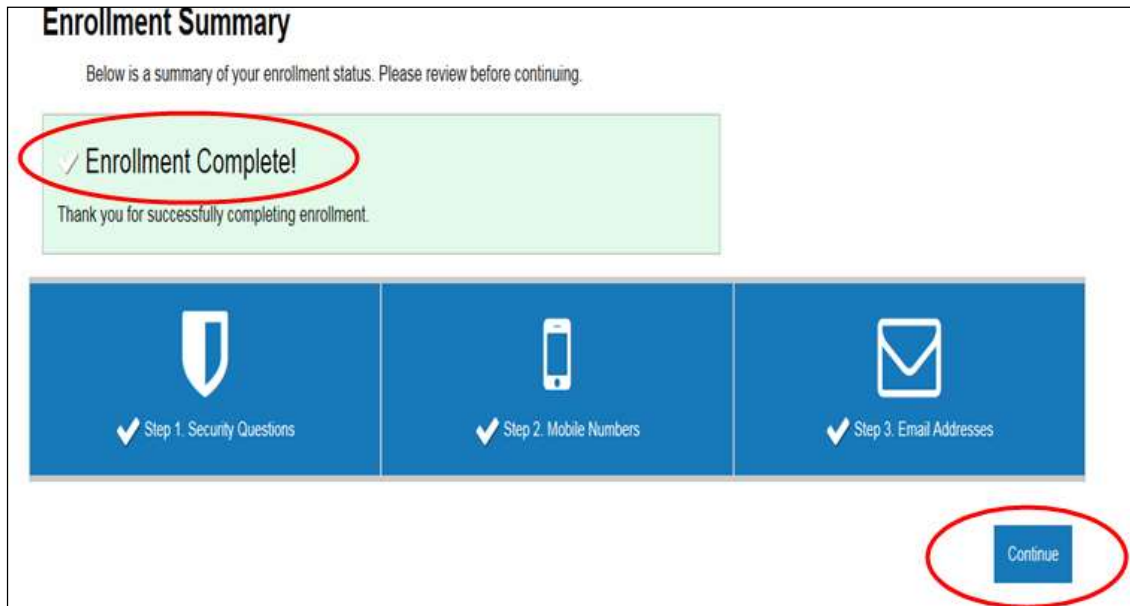 Enrollment Summary
Below is a summary of your enrollment status. Please review before continuing.
Enrollment Complete!
Thank you for successfully completing enrollment.
Step 1. Security Questions
Step 2. Mobile Numbers
Step 3. Email Addresses
Continue